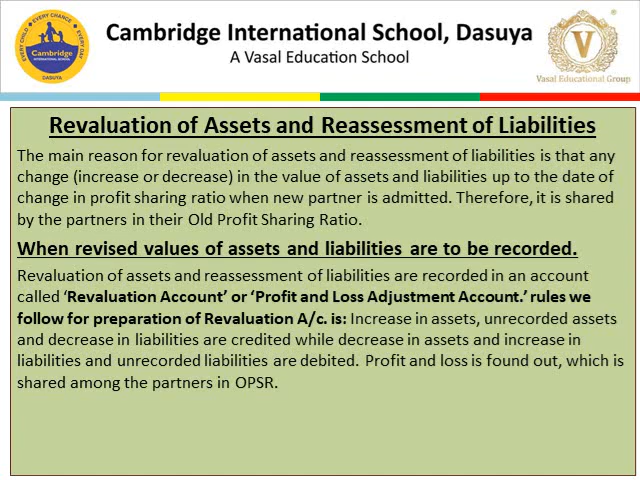 EVERY CHILD • EVERY CHANCE • EVERY DAY
Cambridge
INTERNATIONAL SCHOOL
DASUYA
Cambridge International School, Dasuya
A Vasal Education School
V
Vasal Educational Group
Revaluation of Assets and Reassessment of Liabilities
The main reason for revaluation of assets and reassessment of liabilities is that any
change (increase or decrease) in the value of assets and liabilities up to the date of
change in profit sharing ratio when new partner is admitted. Therefore, it is shared
by the partners in their Old Profit Sharing Ratio.
When revised values of assets and liabilities are to be recorded.
Revaluation of assets and reassessment of liabilities are recorded in an account
called ‘Revaluation Account’ or ‘Profit and Loss Adjustment Account.’ rules we
follow for preparation of Revaluation A/c. is: Increase in assets, unrecorded assets
and decrease in liabilities are credited while decrease in assets and increase in
liabilities and unrecorded liabilities are debited. Profit and loss is found out, which is
shared among the partners in OPSR.